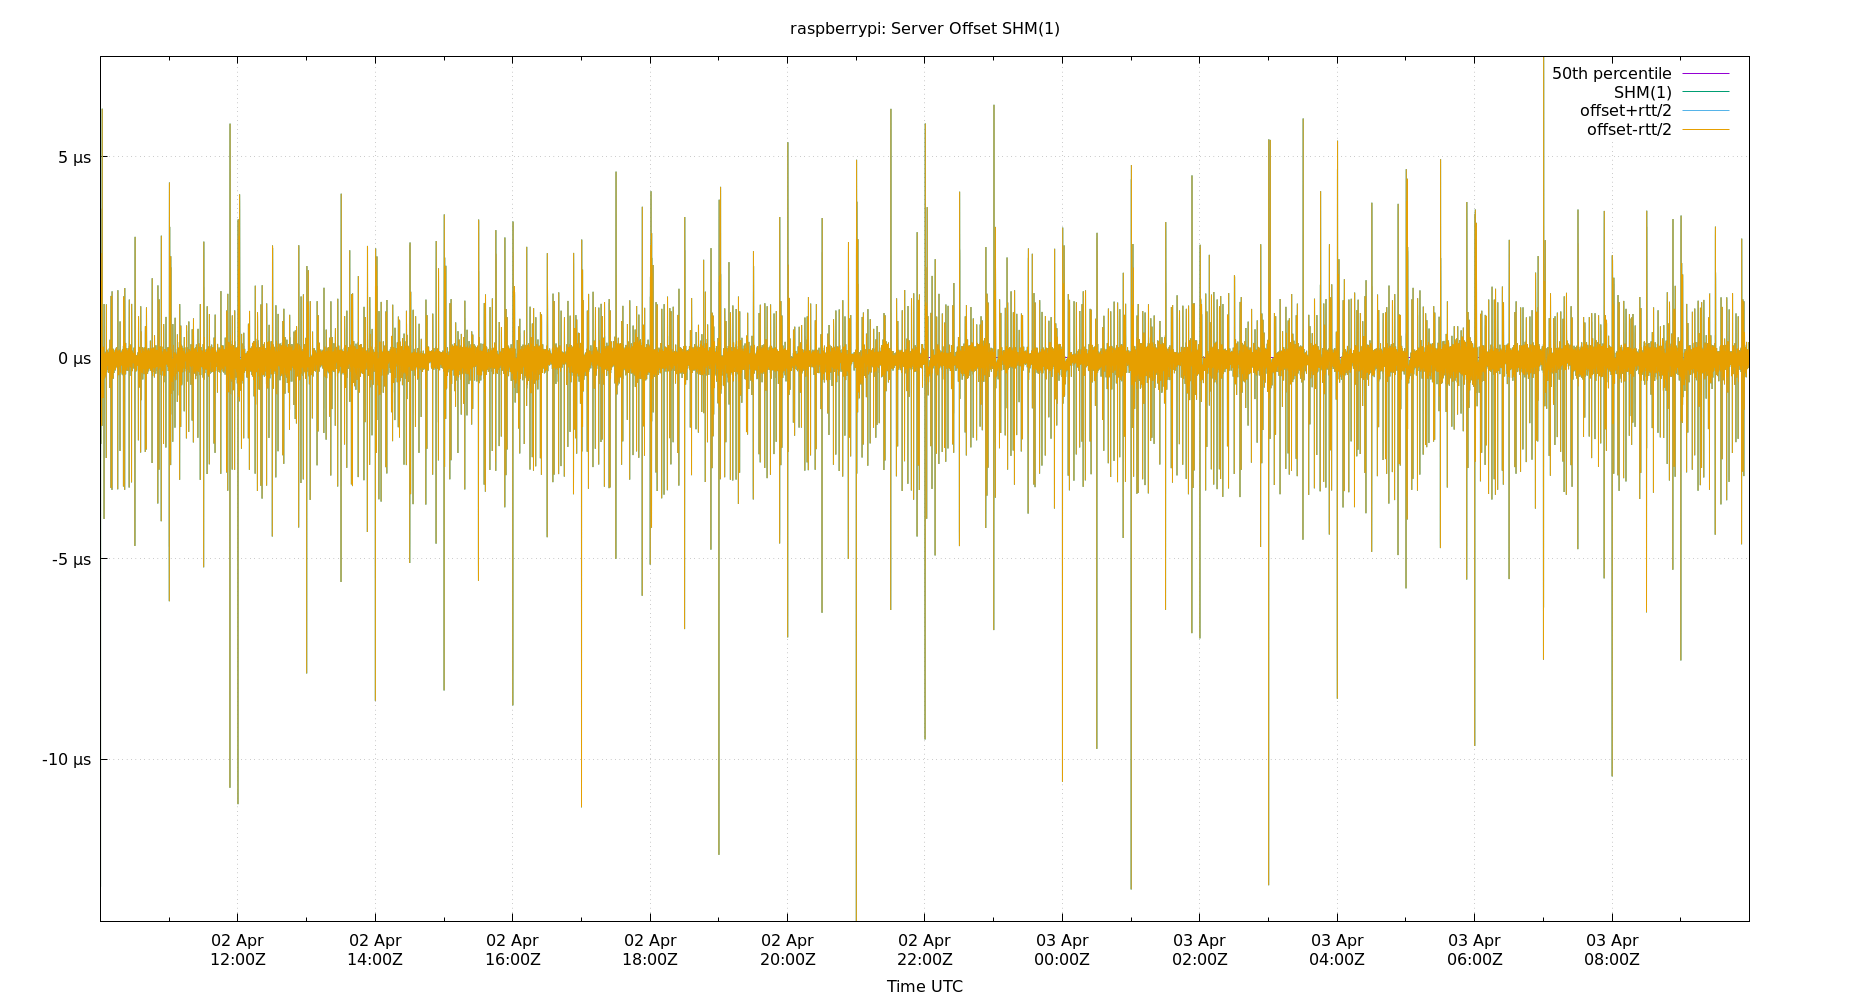 raspberrypi: Server Offset SHM(1)
50th percentile
SHM(1)
offset+rtt/2
offset-rtt/2
5 µs
0 µs
-5 µs
-10 µs
02 Apr 02 Apr 02 Apr 02 Apr 02 Apr 02 Apr 03 Apr 03 Apr 03 Apr 03 Apr 03 Apr
12:00Z 14:00Z 16:00Z 18:00Z 20:00Z 22:00Z 00:00Z 02:00Z 04:00Z 06:00Z 08:00Z
Time UTC